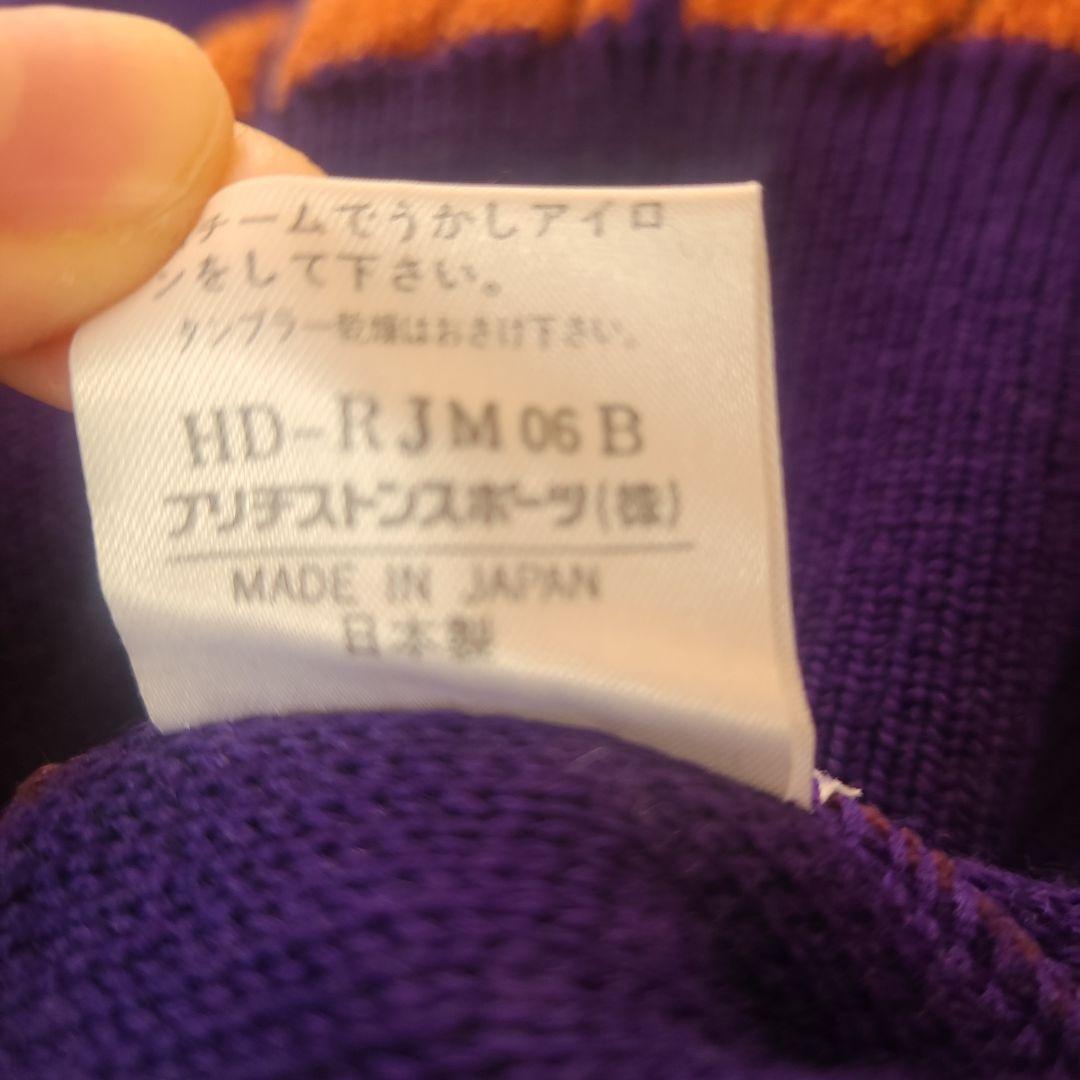 チームでうかしアイロ
ンをして下さい。
タンブラー乾燥はおさけ下さい。
HD-RJM06B
ブリヂストンスポーツ(株)
MADE IN JAPAN
日本製